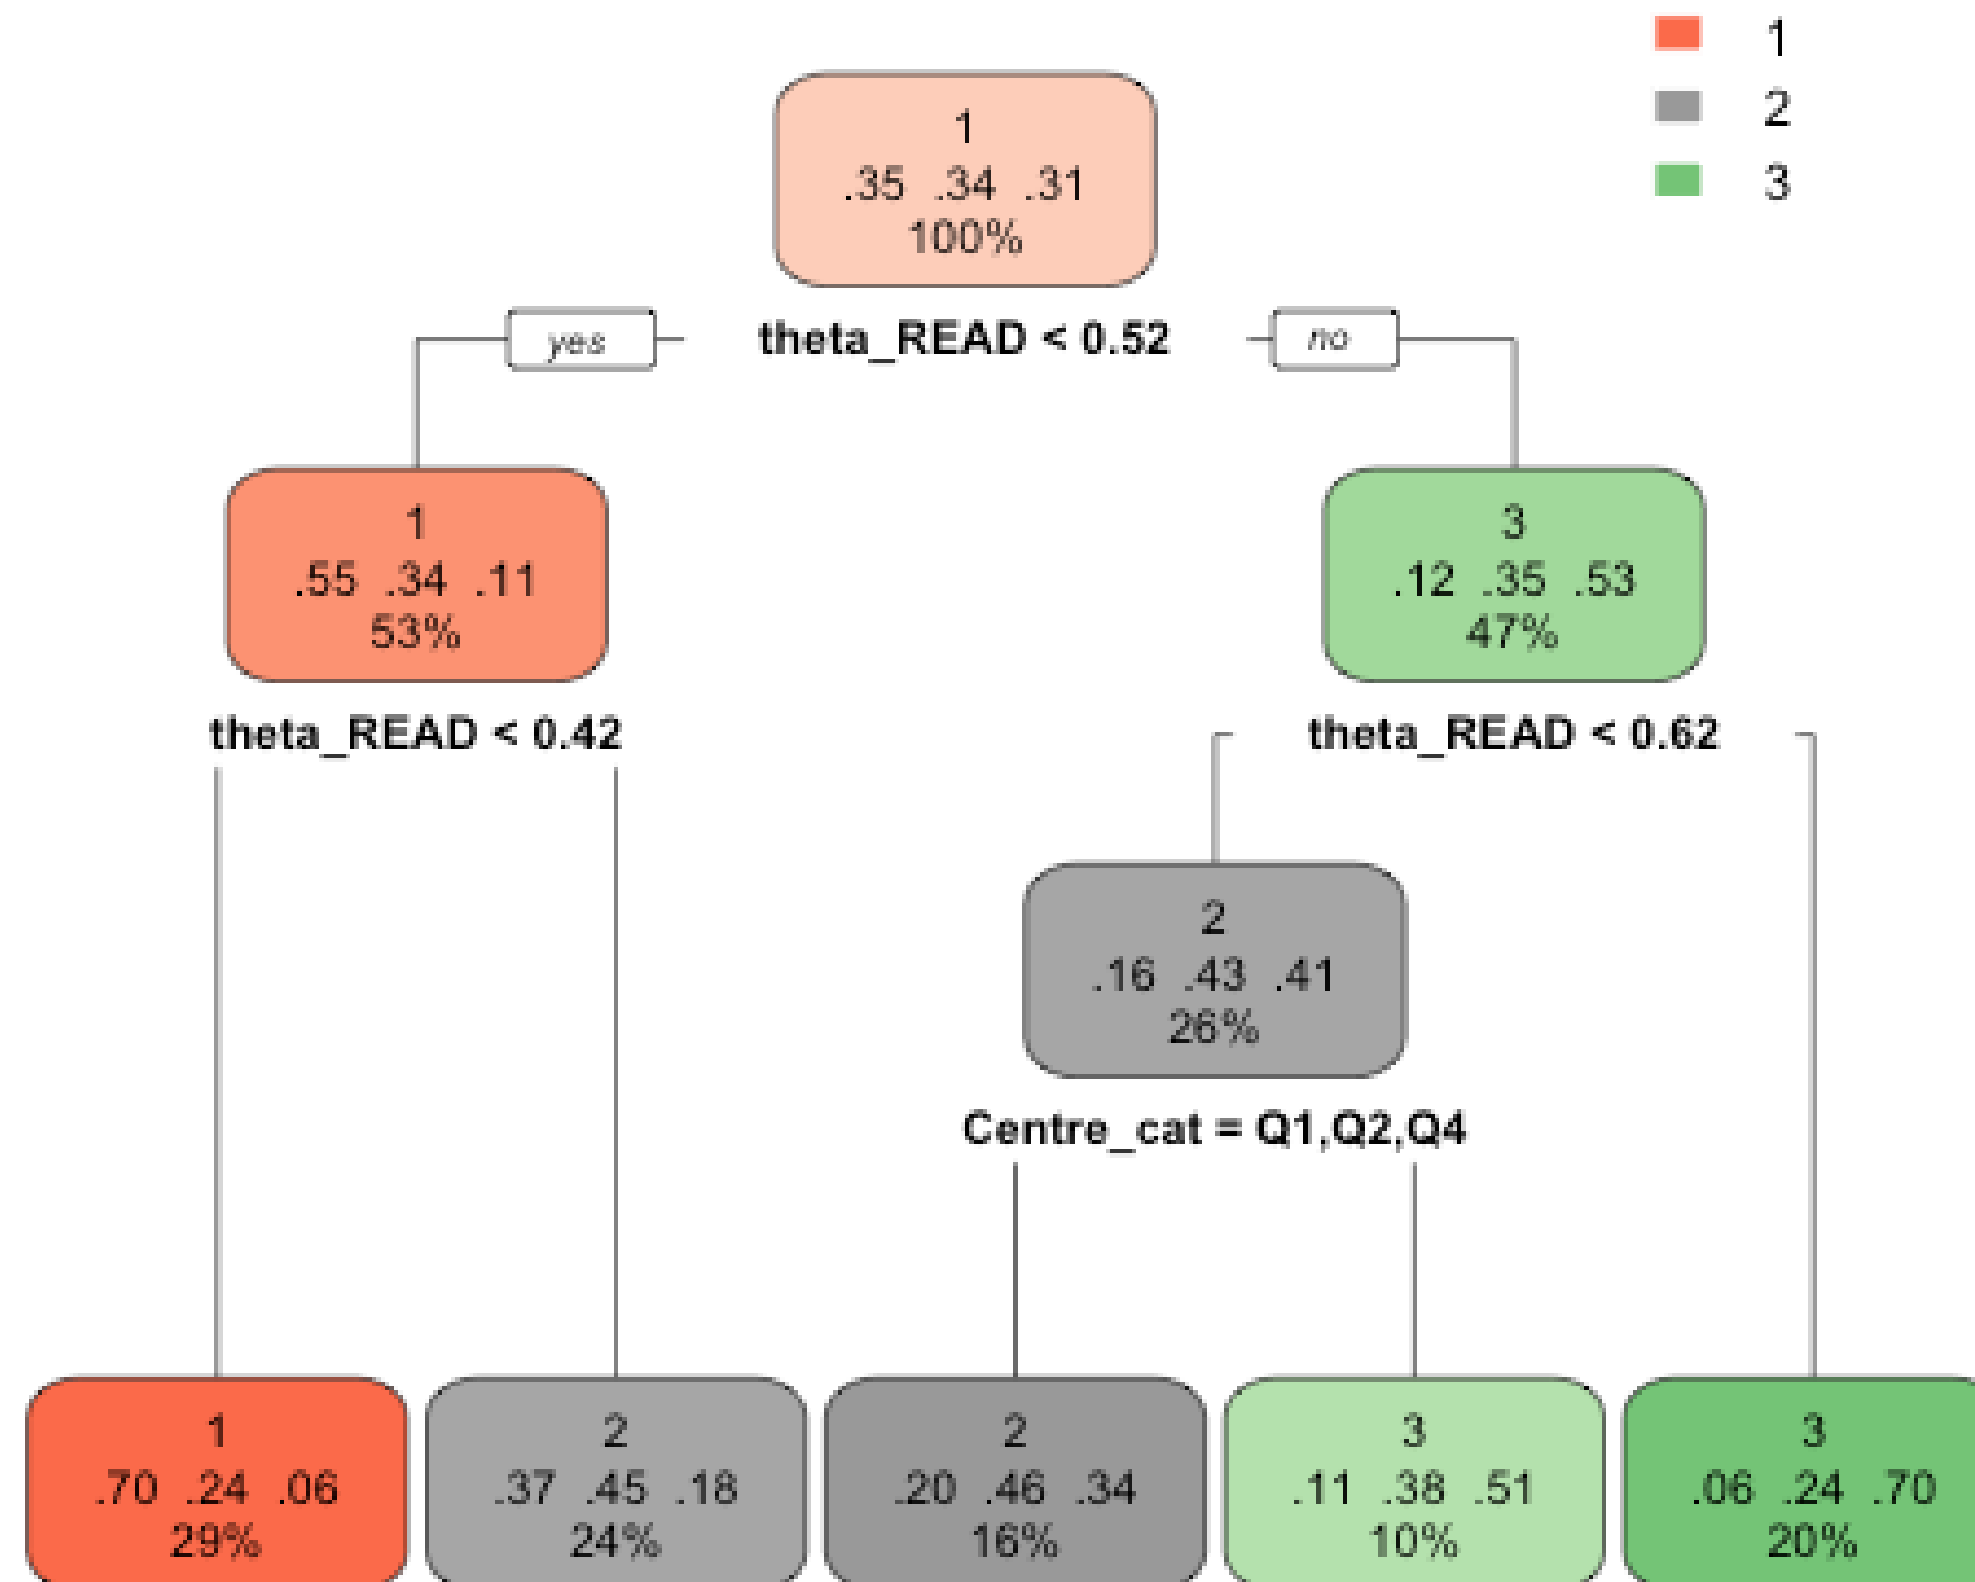 1
2
3
1
.35 .34 .31
100%
yes
theta_READ < 0.52
no
1
.55 .34 .11
53%
3
.12 .35 .53
47%
theta_READ < 0.42
theta_READ < 0.62
2
.16 .43 .41
26%
Centre_cat = Q1,Q2,Q4
1
.70 .24 .06
29%
2
.37 .45 .18
24%
2
.20 .46 .34
16%
3
.11 .38 .51
10%
3
.06 .24 .70
20%